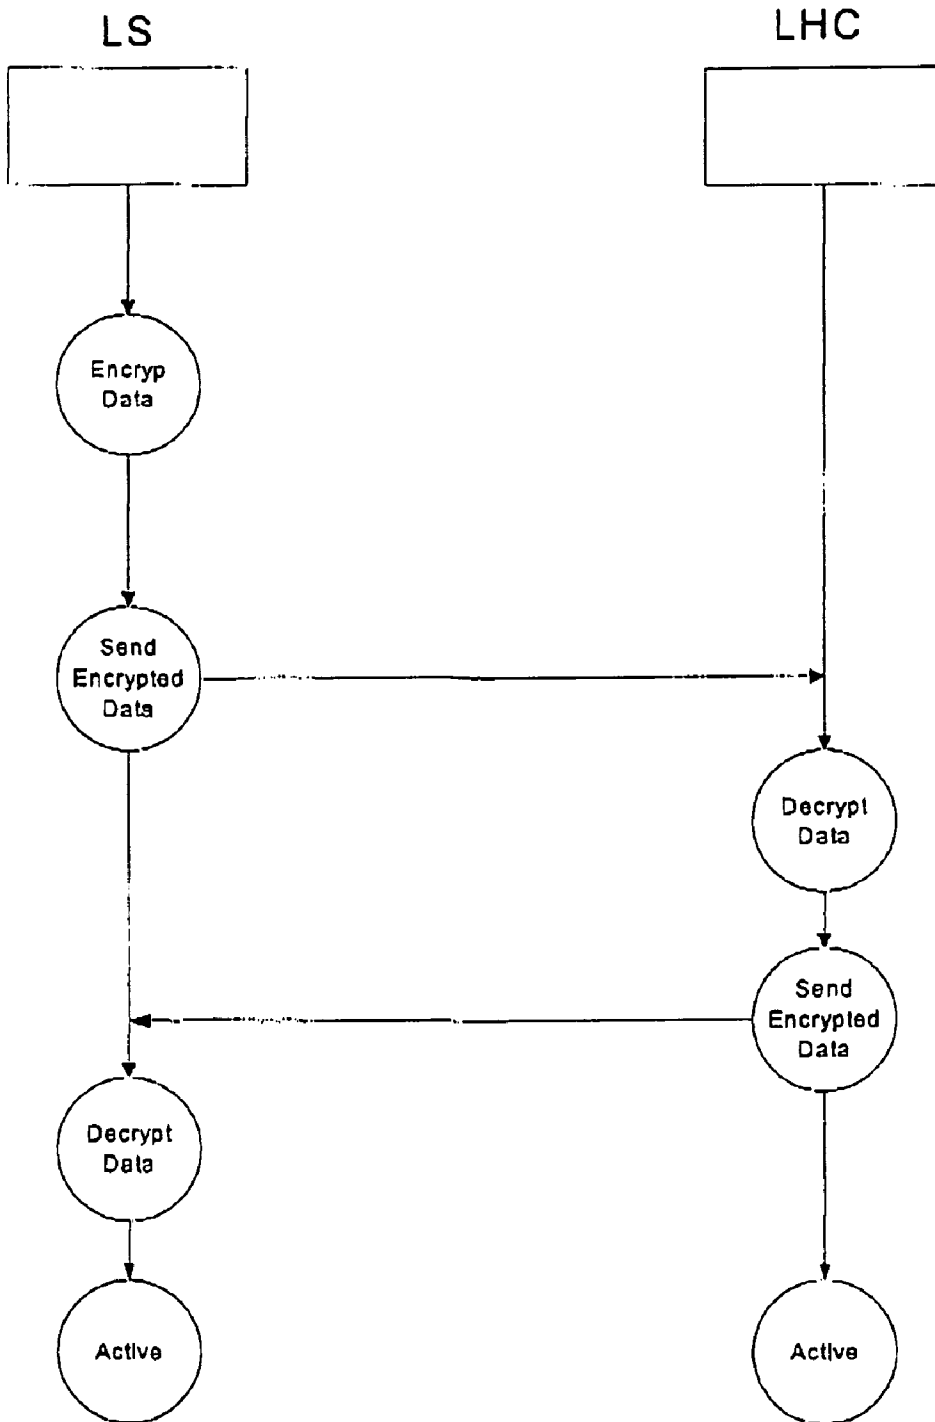 LS
LHC
Encryp
Data
Send
Encrypted
Data
Decrypt
Data
Send
Encrypted
Data
Decrypt
Data
Active
Active